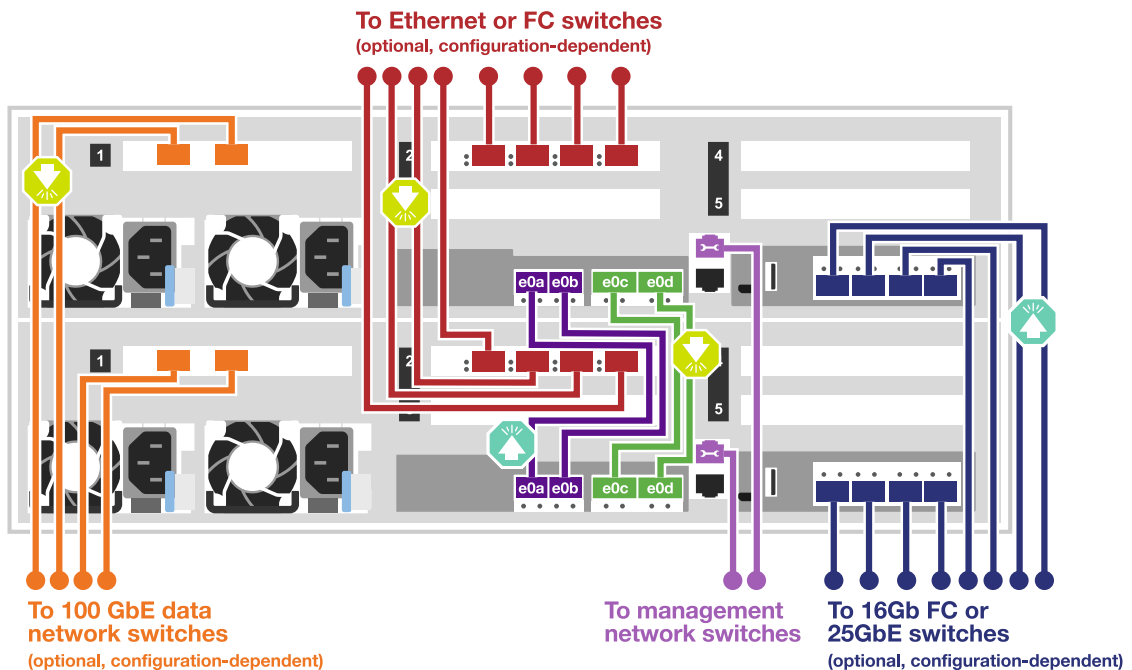 To Ethernet or FC switches
(optional, configuration-dependent)
1
2
4
5
e0a e0b e0c e0d
1
2
5
e0a e0b e0c e0d
To 100 GbE data
network switches
(optional, configuration-dependent)
To management
network switches
To 16Gb FC or
25GbE switches
(optional, configuration-dependent)